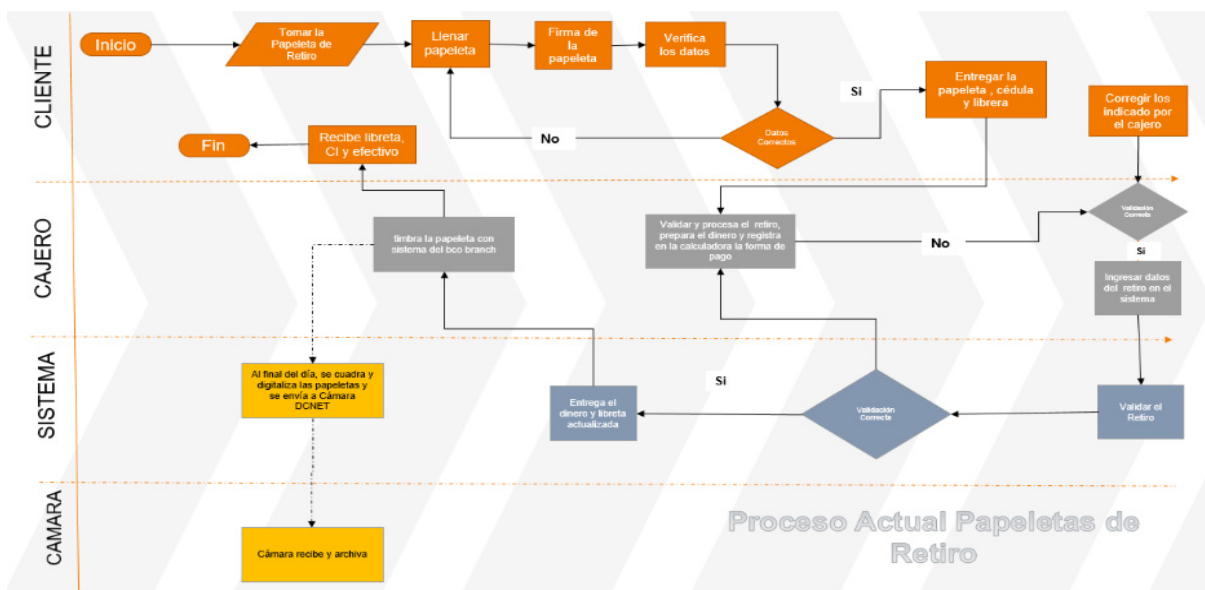 CLIENTE
Inicio
Tomar la
Papeleta de
Retiro
Llenar
papeleta
Firma de
la
papeleta
Verifica
los datos
Datos
Correctos
No
Si
Entregar la
papeleta , cédula
y librera
Corregir los
indicado por
el cajero
Fin
Recibe libreta,
CI y efectivo
CAJERO
timbra la papeleta con
sistema del bco branch
Validar y procesa el retiro,
prepara el dinero y registra
en la calculadora la forma de
pago
No
Validación
Correcta
Si
Ingresar datos
del retiro en el
sistema
SISTEMA
Al final del día, se cuadra y
digitaliza las papeletas y
se envía a Cámara
DCNET
Entrega el
dinero y libreta
actualizada
Si
Validación
Correcta
Validar el
Retiro
CAMARA
Cámara recibe y archiva
Proceso Actual Papeletas de
Retiro